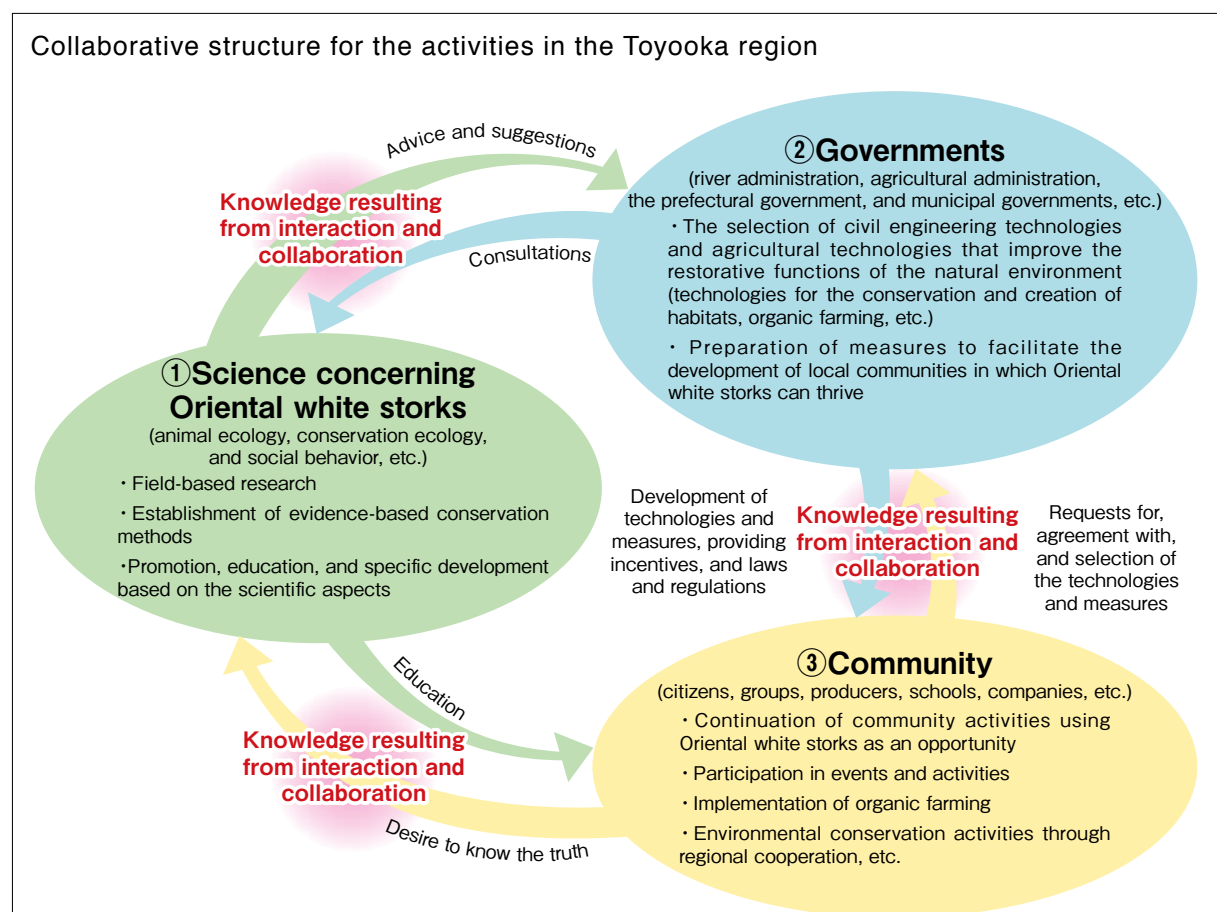 Collaborative structure for the activities in the Toyooka region
Advice and suggestions
Knowledge resulting
from interaction and
collaboration
Consultations
②Governments
(river administration, agricultural administration,
the prefectural government, and municipal governments, etc.)
・The selection of civil engineering technologies
and agricultural technologies that improve the
restorative functions of the natural environment
(technologies for the conservation and creation of
habitats, organic farming, etc.)
・Preparation of measures to facilitate the
development of local communities in which Oriental
white storks can thrive
①Science concerning
Oriental white storks
(animal ecology, conservation ecology,
and social behavior, etc.)
・Field-based research
・Establishment of evidence-based conservation
methods
・Promotion, education, and specific development
based on the scientific aspects
Development of
technologies and
measures, providing
incentives, and laws
and regulations
Knowledge resulting
from interaction and
collaboration
Requests for,
agreement with,
and selection of
the technologies
and measures
Education
Knowledge resulting
from interaction and
collaboration
Desire to know the truth
③Community
(citizens, groups, producers, schools, companies, etc.)
・Continuation of community activities using
Oriental white storks as an opportunity
・Participation in events and activities
・Implementation of organic farming
・Environmental conservation activities through
regional cooperation, etc.